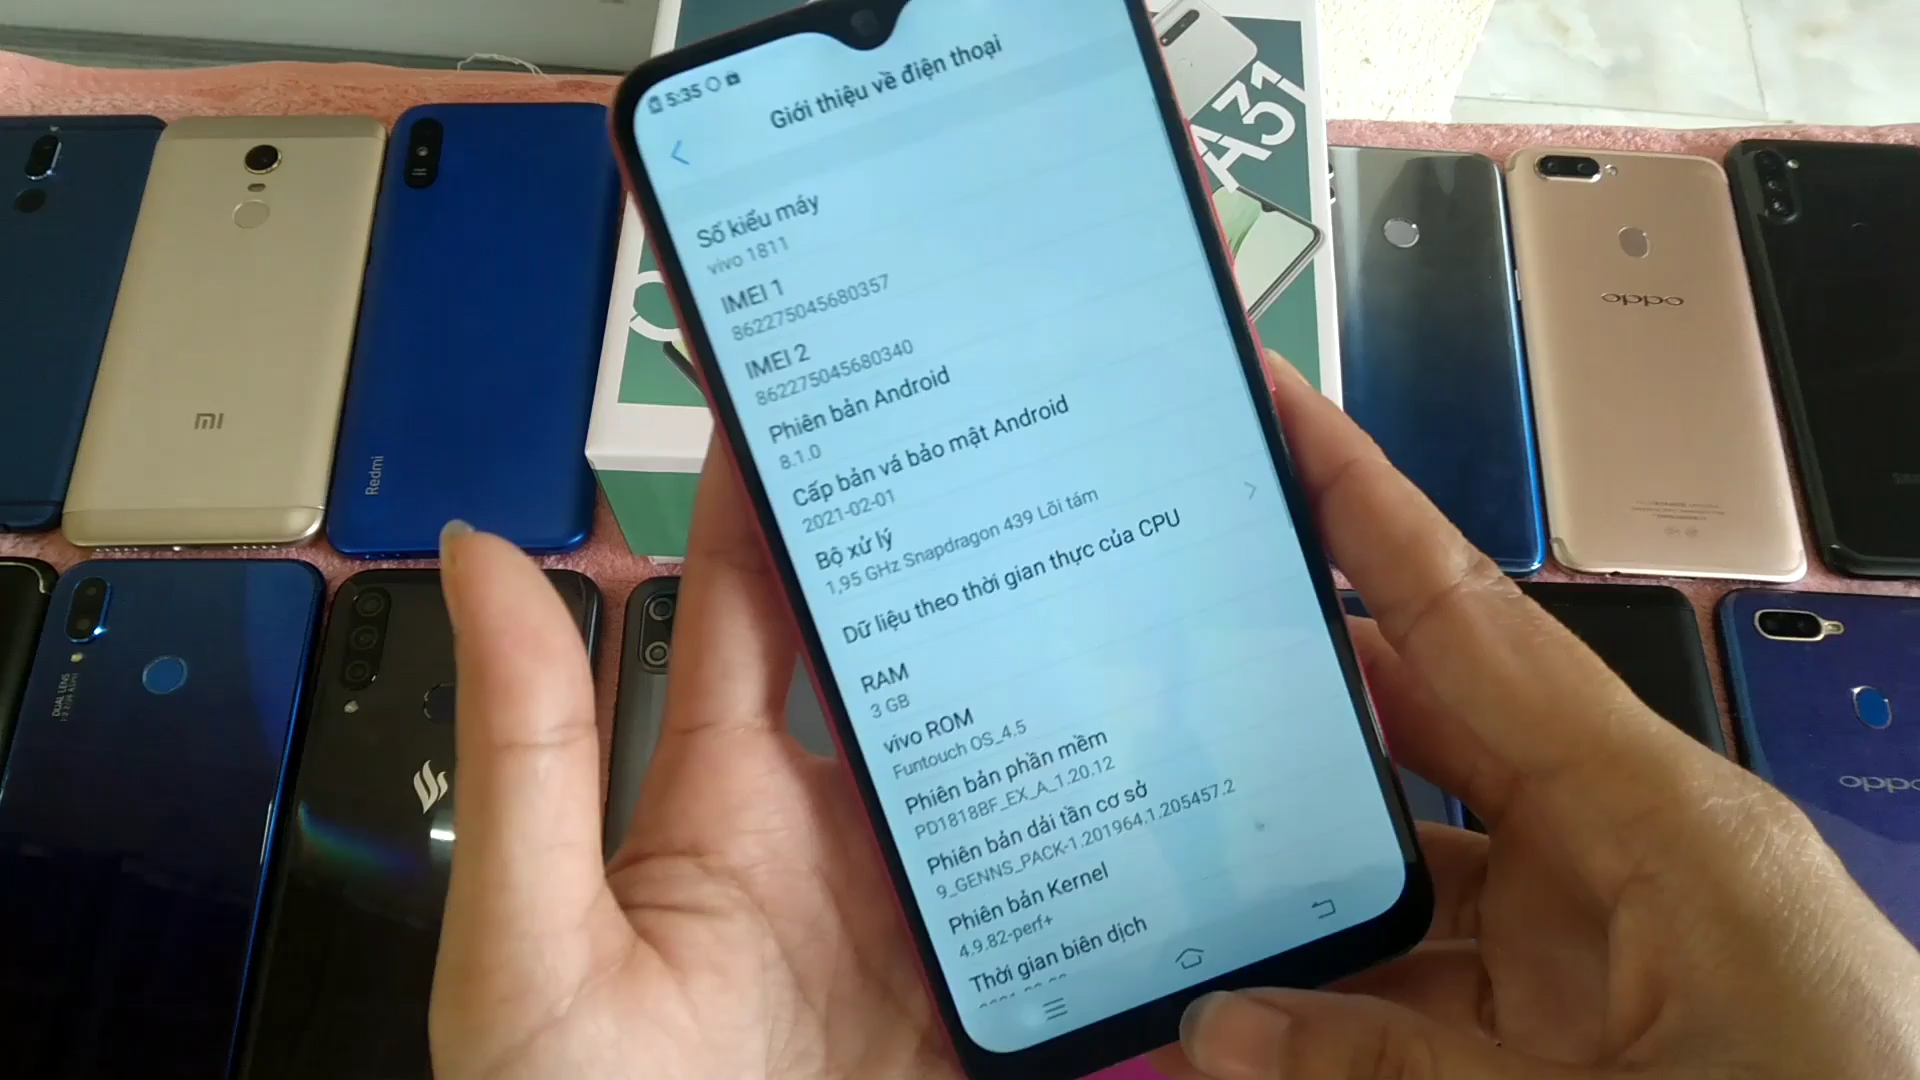 5:35
Giới thiệu về điện thoại
Số kiểu máy
vivo 1811
IMEI 1
862275045680357
IMEI 2
862275045680340
Phiên bản Android
8.1.0
Cấp bản vá bảo mật Android
2021-02-01
Bộ xử lý
1,95 GHz Snapdragon 439 Lõi tám
Dữ liệu theo thời gian thực của CPU
RAM
3 GB
vivo ROM
Funtouch OS_4.5
Phiên bản phần mềm
PD1818BF_EX_A_1.20.12
Phiên bản dải tần cơ sở
9_GENNS_PACK-1.201964.1.205457.2
Phiên bản Kernel
4.9.82-perf+
Thời gian biên dịch
A31
MI
Redmi
oppo
DUAL LENS
oppo